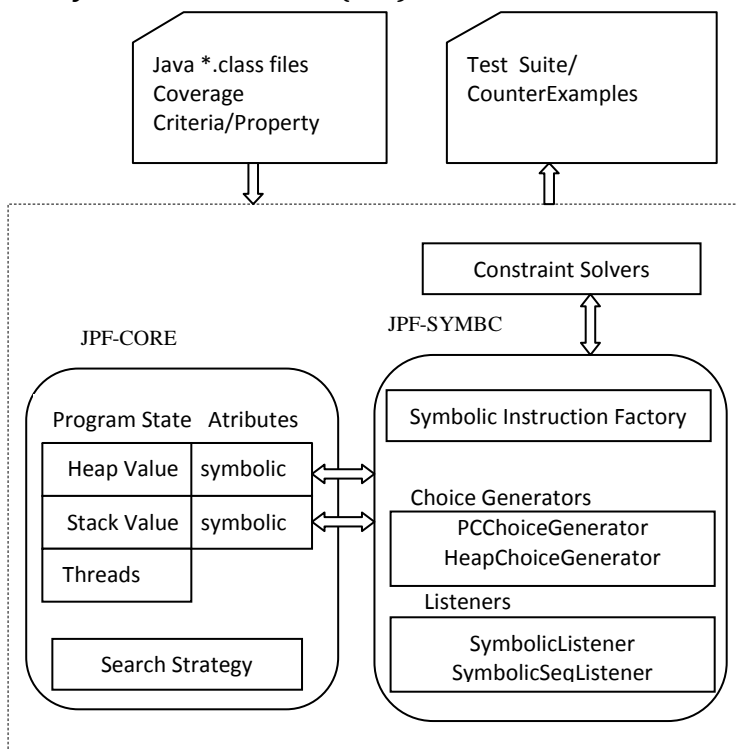 Java *.class files
Coverage
Criteria/Property
Test Suite/
CounterExamples
Constraint Solvers
JPF-CORE
JPF-SYMBC
Program State Atributes
Heap Value symbolic
Stack Value symbolic
Threads
Search Strategy
Symbolic Instruction Factory
Choice Generators
PCChoiceGenerator
HeapChoiceGenerator
Listeners
SymbolicListener
SymbolicSeqListener